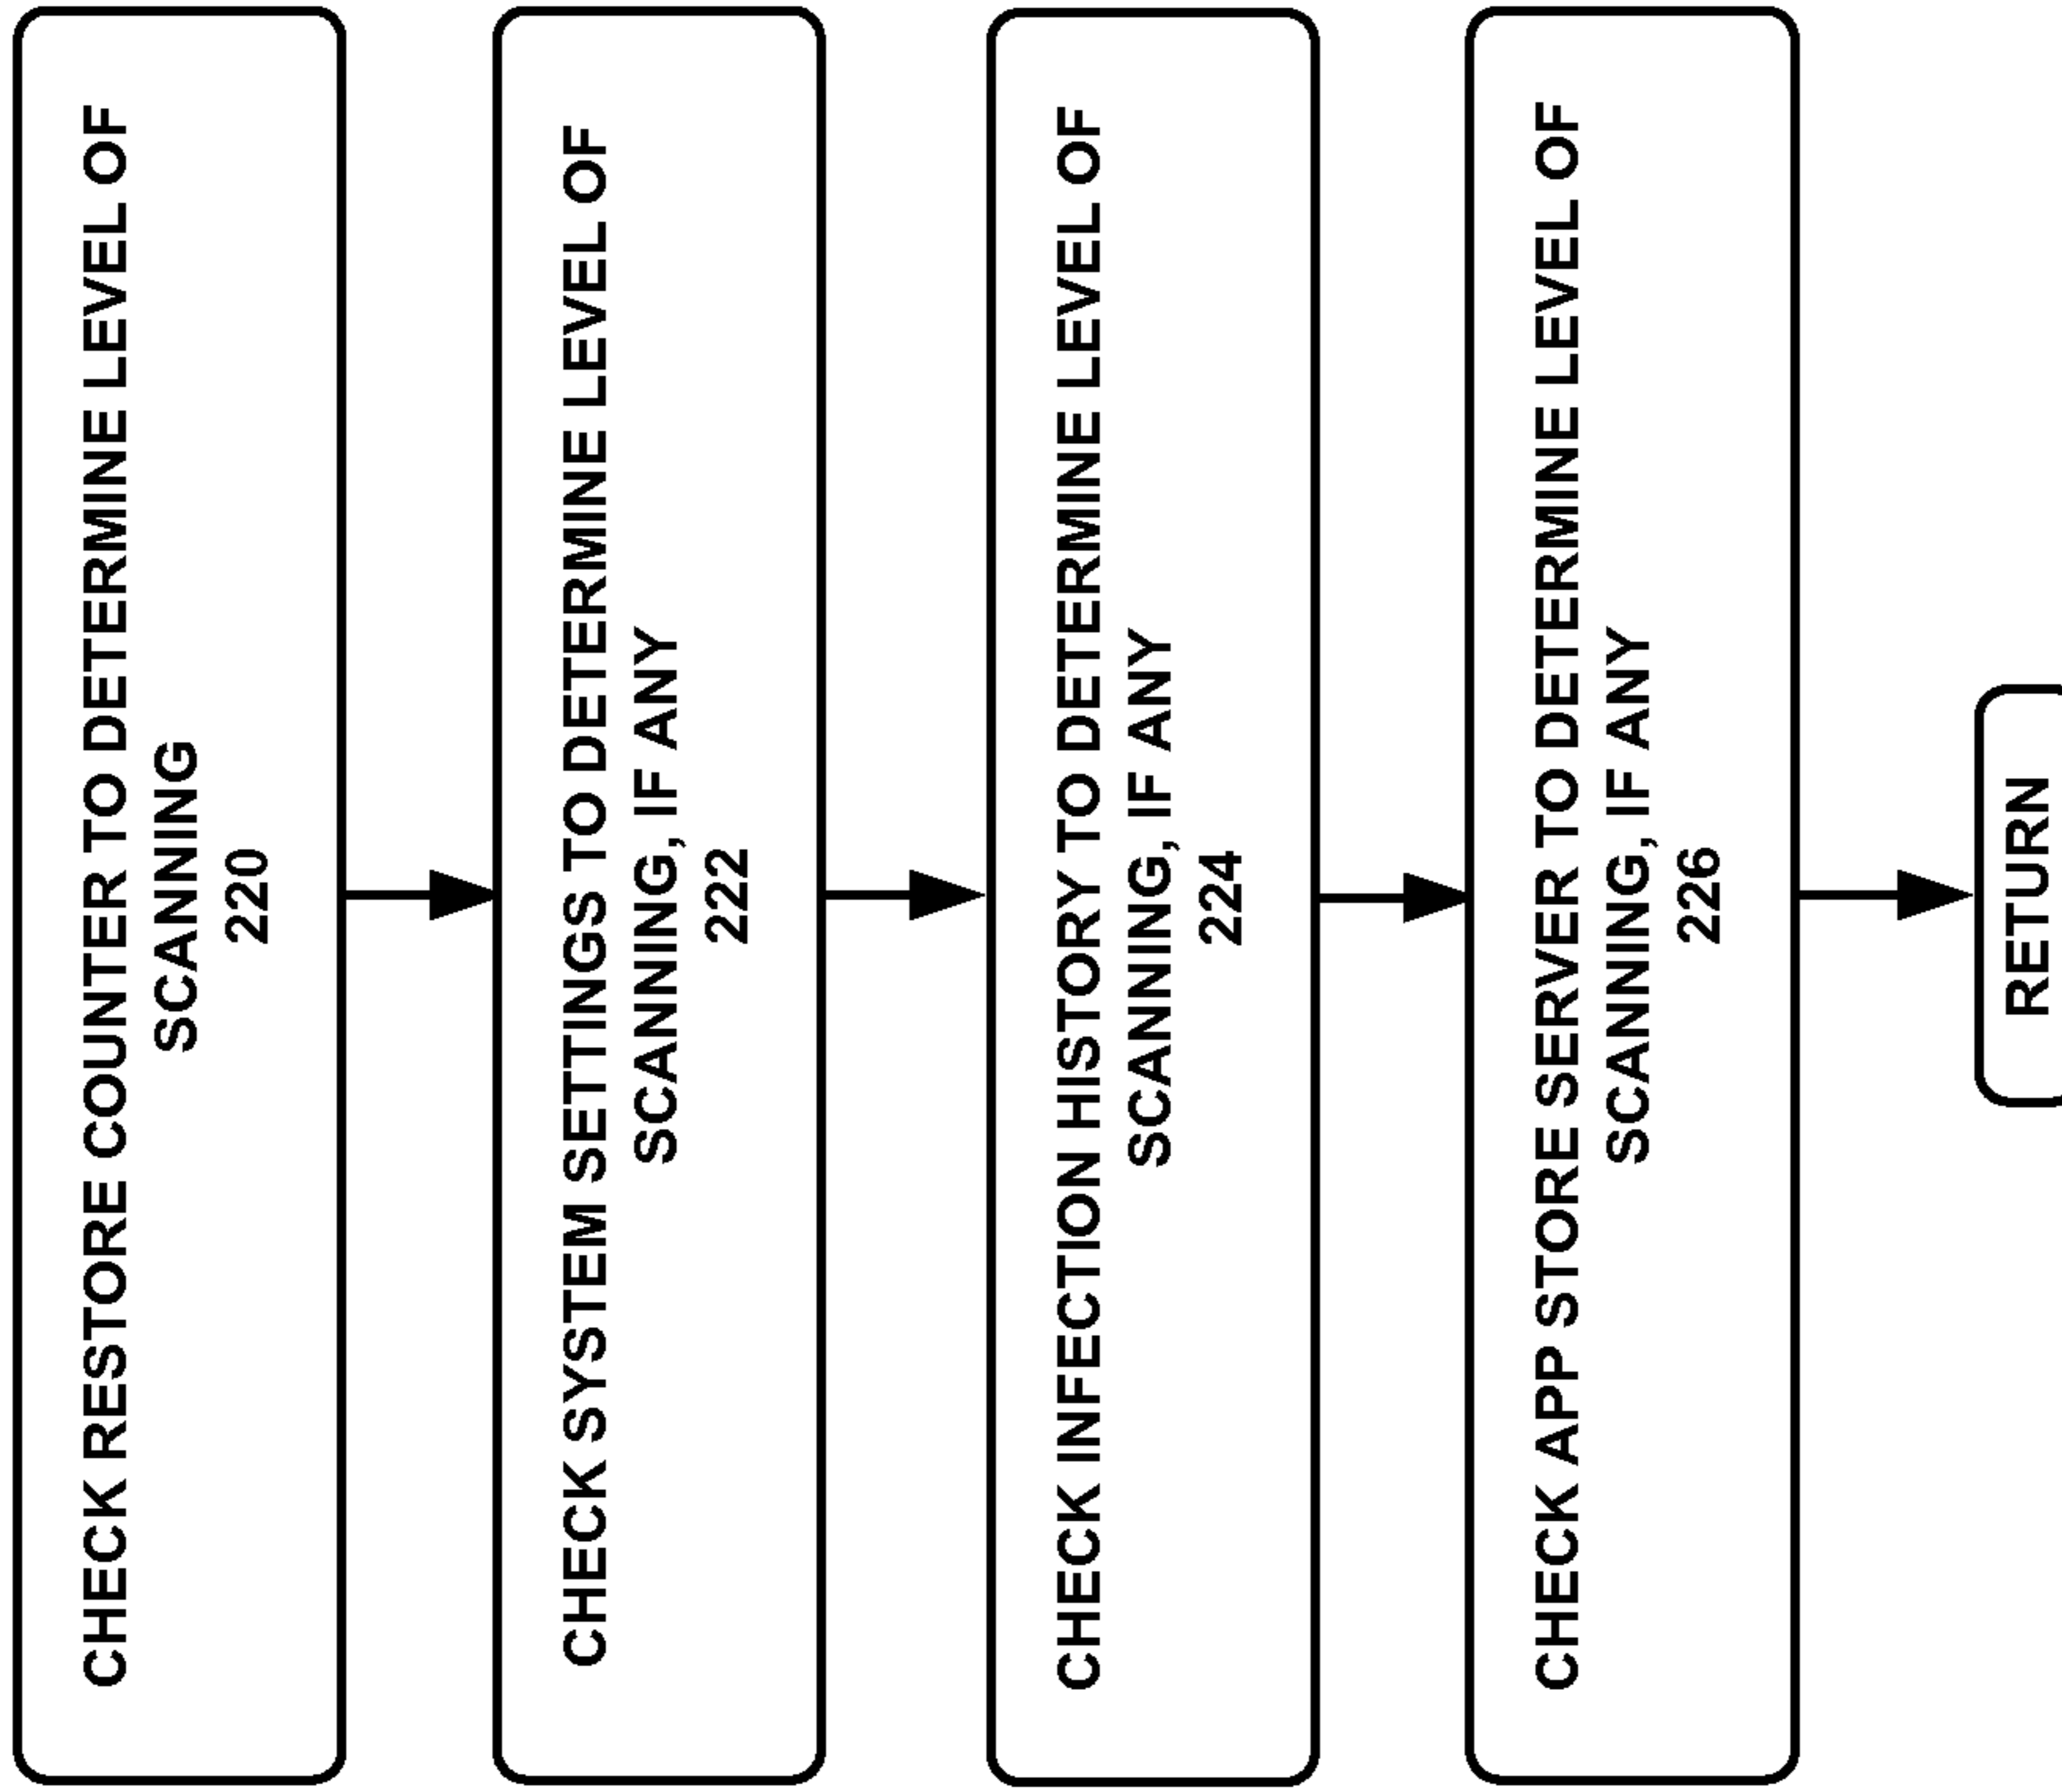 CHECK RESTORE COUNTER TO DETERMINE LEVEL OF
SCANNING
220
CHECK SYSTEM SETTINGS TO DETERMINE LEVEL OF
SCANNING, IF ANY
222
CHECK INFECTION HISTORY TO DETERMINE LEVEL OF
SCANNING, IF ANY
224
CHECK APP STORE SERVER TO DETERMINE LEVEL OF
SCANNING, IF ANY
226
RETURN